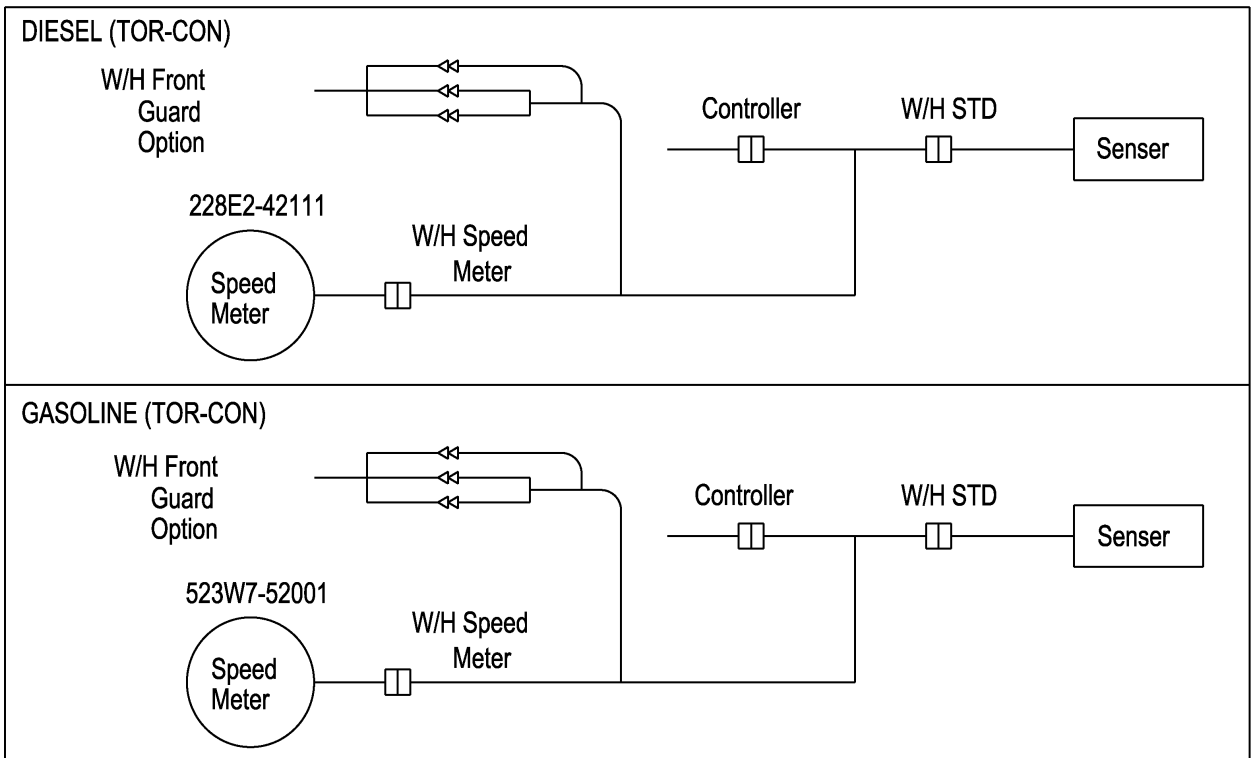 DIESEL (TOR-CON)
W/H Front
Guard
Option
Controller
W/H STD
Senser
228E2-42111
W/H Speed
Meter
Speed
Meter
GASOLINE (TOR-CON)
W/H Front
Guard
Option
Controller
W/H STD
Senser
523W7-52001
W/H Speed
Meter
Speed
Meter